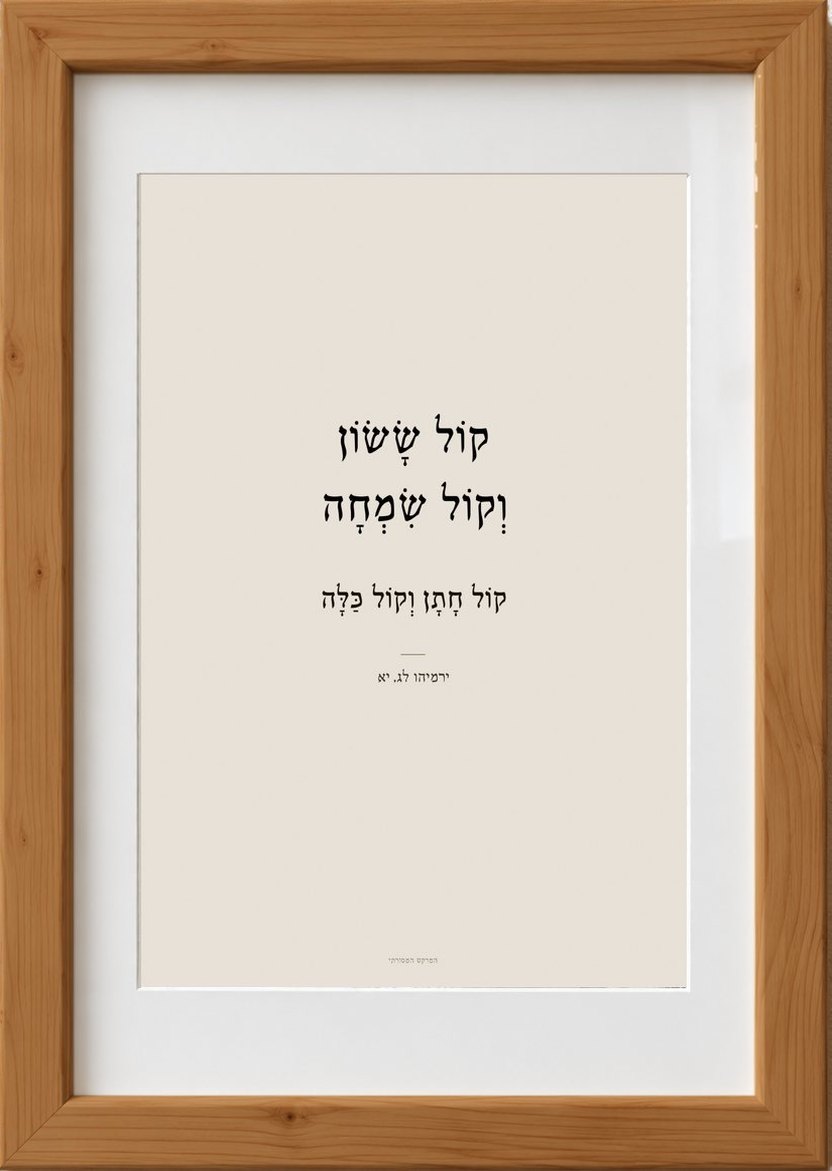 קוֹל שָׂשׂוֹן
וְקוֹל שִׂמְחָה
קוֹל חָתָן וְקוֹל כַּלָּה
ירמיהו לג, יא